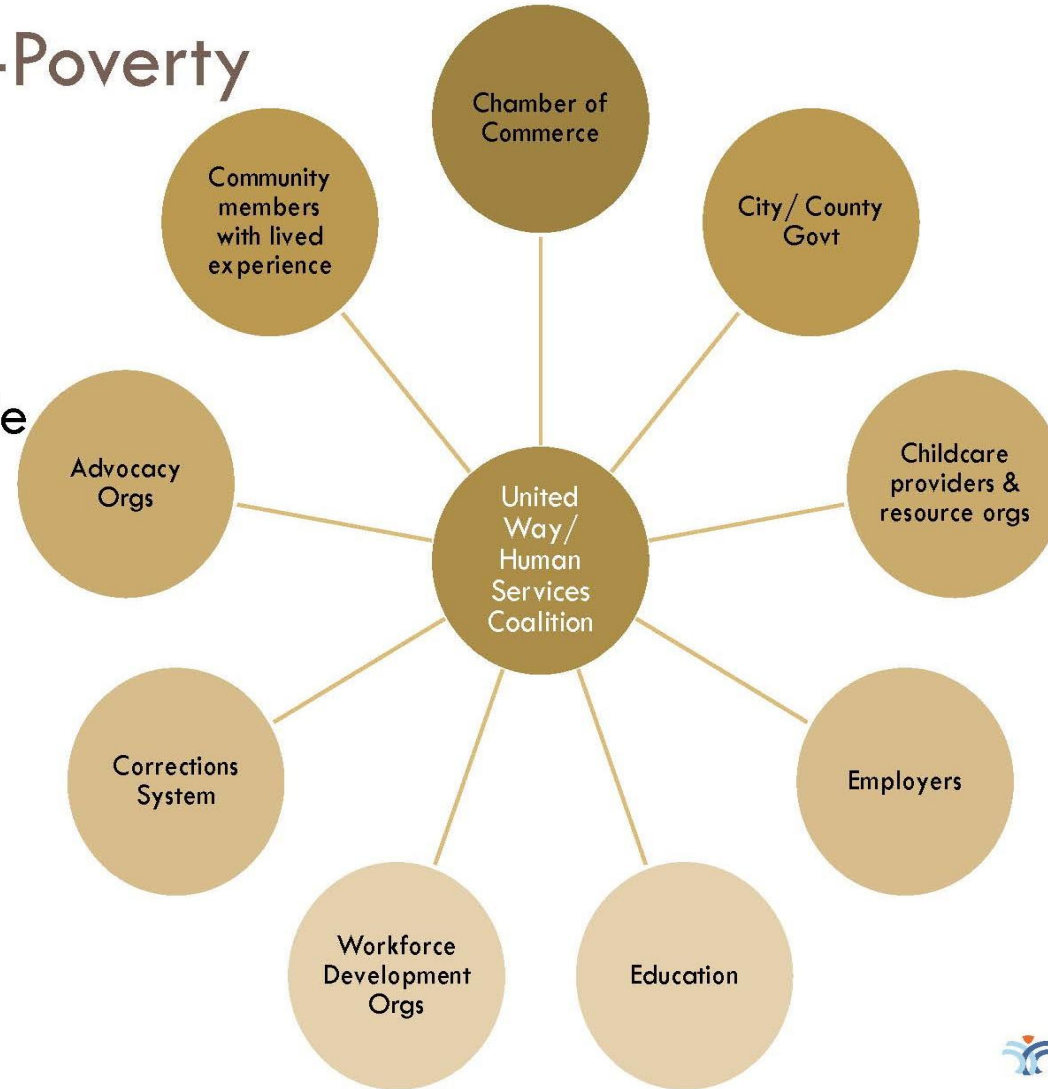 -Poverty
Chamber of
Commerce
Community
members
with lived
experience
City/ County
Govt
e
Advocacy
Orgs
Childcare
providers &
resource orgs
United
Way/
Human
Services
Coalition
Corrections
System
Employers
Workforce
Development
Orgs
Education